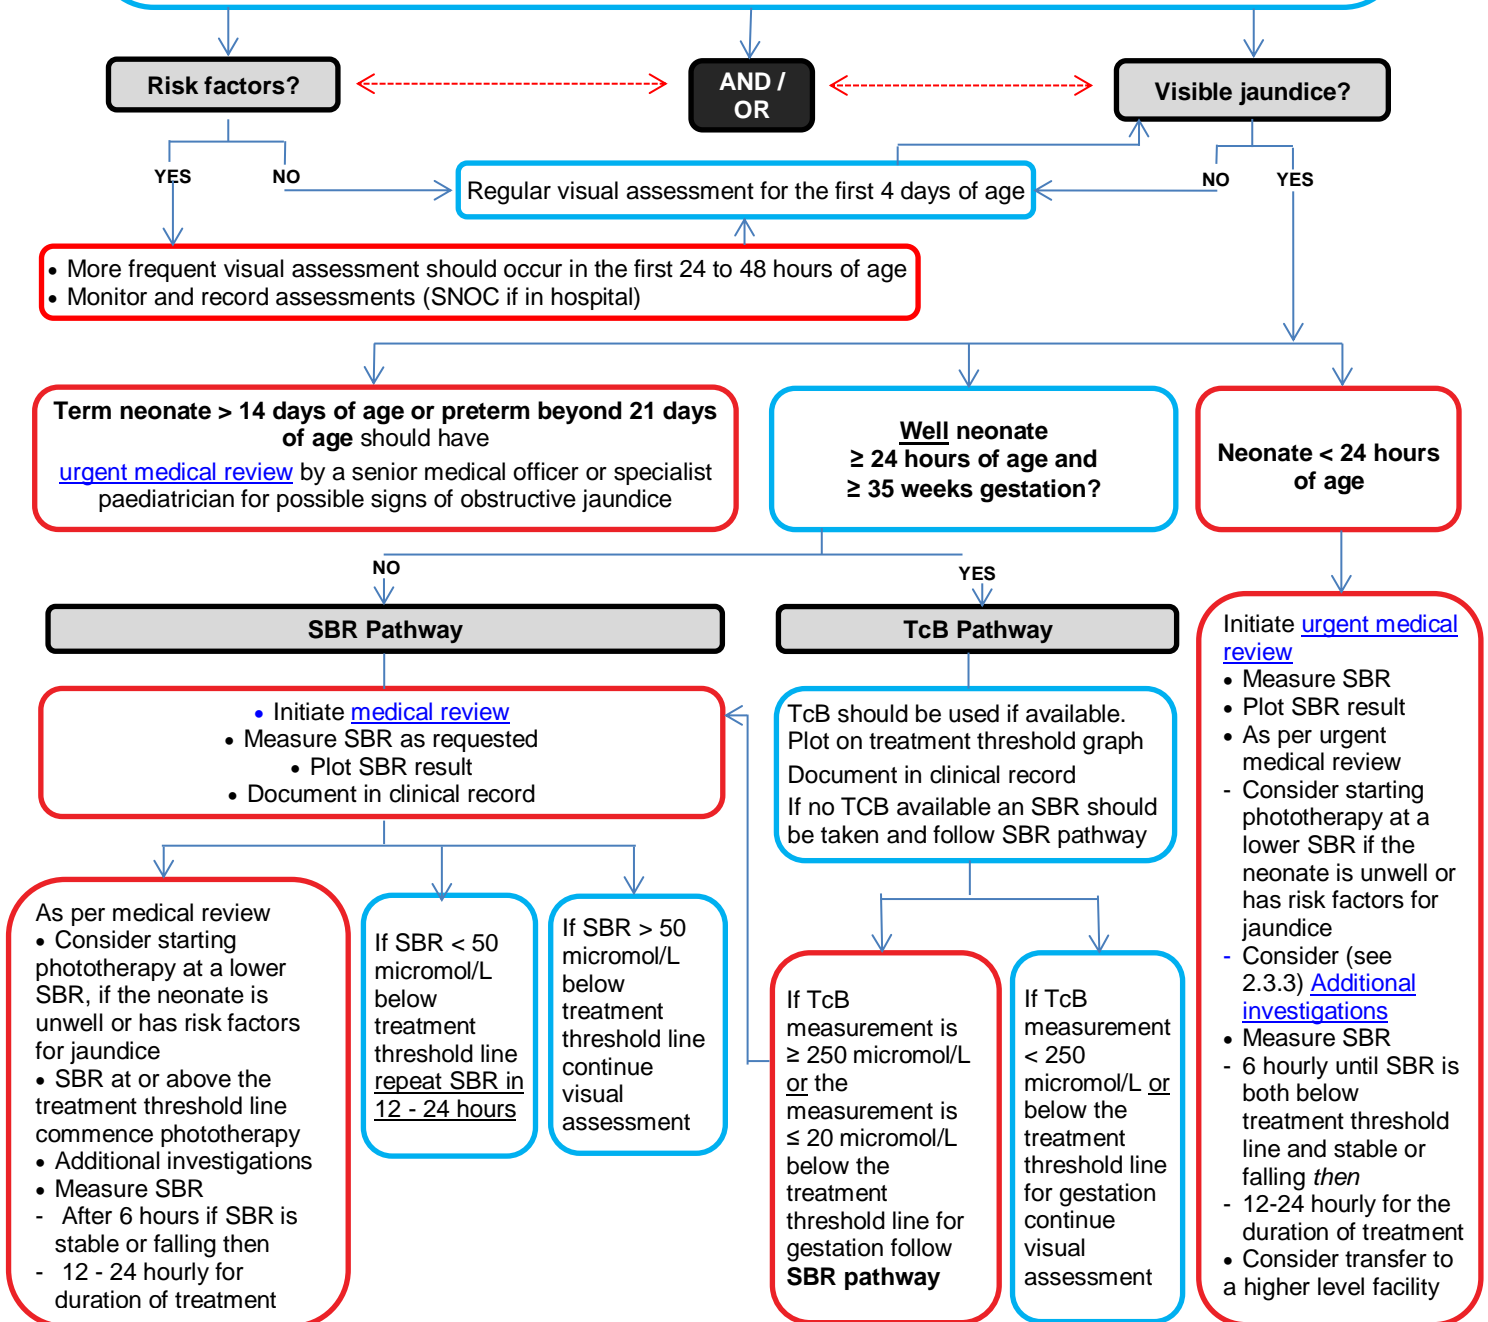 Risk factors?
AND /
OR
Visible jaundice?
YES
NO
Regular visual assessment for the first 4 days of age
NO
YES
• More frequent visual assessment should occur in the first 24 to 48 hours of age
• Monitor and record assessments (SNOC if in hospital)
Term neonate > 14 days of age or preterm beyond 21 days
of age should have
urgent medical review by a senior medical officer or specialist
paediatrician for possible signs of obstructive jaundice
Well neonate
≥ 24 hours of age and
≥ 35 weeks gestation?
Neonate < 24 hours
of age
NO
YES
SBR Pathway
TcB Pathway
• Initiate medical review
• Measure SBR as requested
• Plot SBR result
• Document in clinical record
TcB should be used if available.
Plot on treatment threshold graph
Document in clinical record
If no TCB available an SBR should
be taken and follow SBR pathway
Initiate urgent medical
review
• Measure SBR
• Plot SBR result
• As per urgent
medical review
- Consider starting
phototherapy at a
lower SBR if the
neonate is unwell or
has risk factors for
jaundice
- Consider (see
2.3.3) Additional
investigations
• Measure SBR
- 6 hourly until SBR is
both below
treatment threshold
line and stable or
falling then
- 12-24 hourly for the
duration of treatment
• Consider transfer to
a higher level facility
As per medical review
• Consider starting
phototherapy at a lower
SBR, if the neonate is
unwell or has risk factors
for jaundice
• SBR at or above the
treatment threshold line
commence phototherapy
• Additional investigations
• Measure SBR
- After 6 hours if SBR is
stable or falling then
- 12 - 24 hourly for
duration of treatment
If SBR < 50
micromol/L
below
treatment
threshold line
repeat SBR in
12 - 24 hours
If SBR > 50
micromol/L
below
treatment
threshold line
continue
visual
assessment
If TcB
measurement is
≥ 250 micromol/L
or the
measurement is
≤ 20 micromol/L
below the
treatment
threshold line for
gestation follow
SBR pathway
If TcB
measurement
< 250
micromol/L or
below the
treatment
threshold line
for gestation
continue
visual
assessment